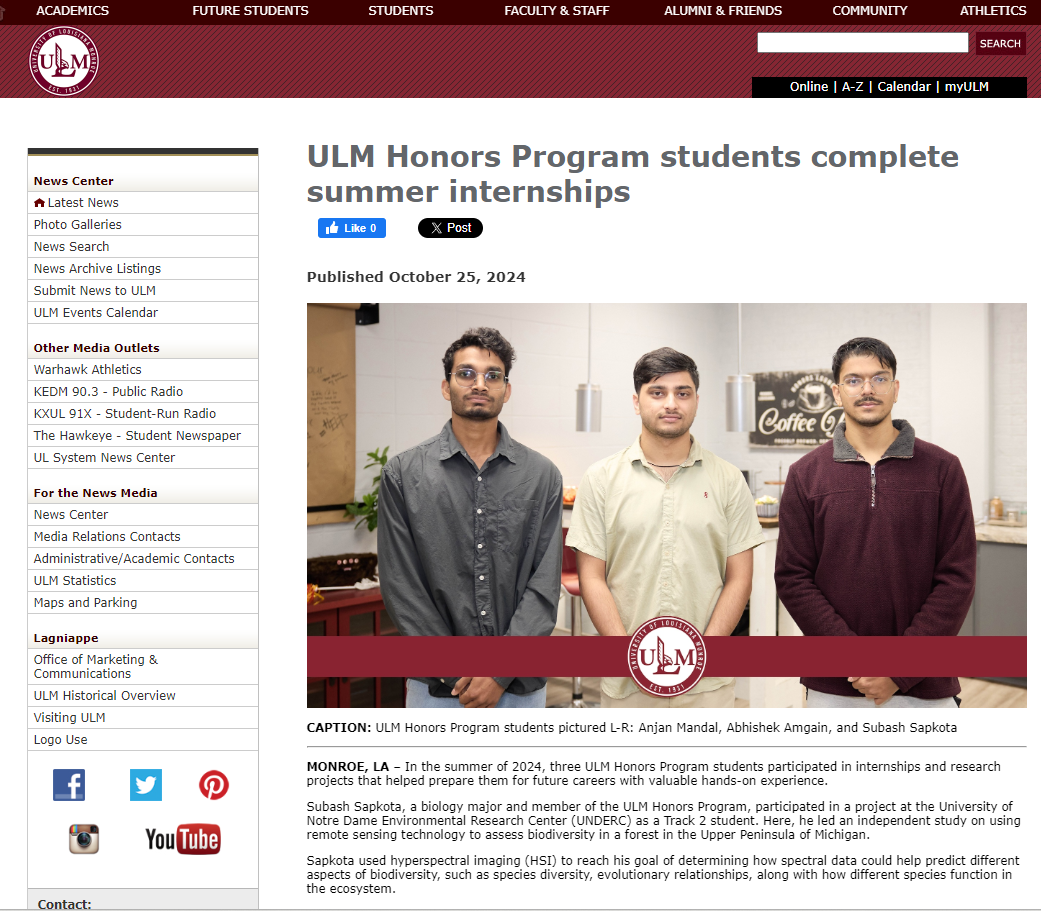 ACADEMICS FUTURE STUDENTS STUDENTS FACULTY & STAFF ALUMNI & FRIENDS COMMUNITY ATHLETICS
UNIVERSITY OF LOUISIANA MONROE
ULM
EST. 1931
SEARCH
Online | A-Z | Calendar | myULM
News Center
Latest News
Photo Galleries
News Search
News Archive Listings
Submit News to ULM
ULM Events Calendar
Other Media Outlets
Warhawk Athletics
KEDM 90.3 - Public Radio
KXUL 91X - Student-Run Radio
The Hawkeye - Student Newspaper
UL System News Center
For the News Media
News Center
Media Relations Contacts
Administrative/Academic Contacts
ULM Statistics
Maps and Parking
Lagniappe
Office of Marketing &
Communications
ULM Historical Overview
Visiting ULM
Logo Use
You Tube
Contact:
ULM Honors Program students complete
summer internships
Like 0
X Post
Published October 25, 2024
HONORS
Coffee
UNIVERSITY OF LOUISIANA MONROE
ULM
EST. 1931
CAPTION: ULM Honors Program students pictured L-R: Anjan Mandal, Abhishek Amgain, and Subash Sapkota
MONROE, LA – In the summer of 2024, three ULM Honors Program students participated in internships and research
projects that helped prepare them for future careers with valuable hands-on experience.
Subash Sapkota, a biology major and member of the ULM Honors Program, participated in a project at the University of
Notre Dame Environmental Research Center (UNDERC) as a Track 2 student. Here, he led an independent study on using
remote sensing technology to assess biodiversity in a forest in the Upper Peninsula of Michigan.
Sapkota used hyperspectral imaging (HSI) to reach his goal of determining how spectral data could help predict different
aspects of biodiversity, such as species diversity, evolutionary relationships, along with how different species function in
the ecosystem.